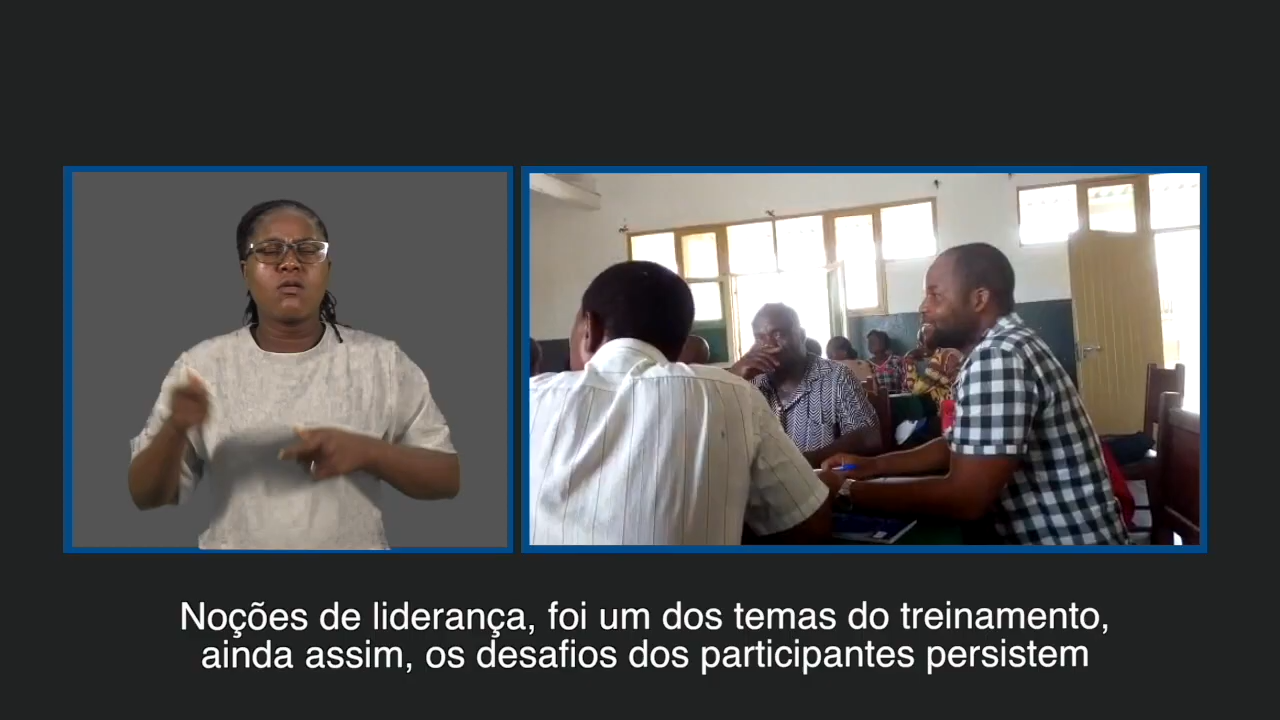 Noções de liderança, foi um dos temas do treinamento,
ainda assim, os desafios dos participantes persistem